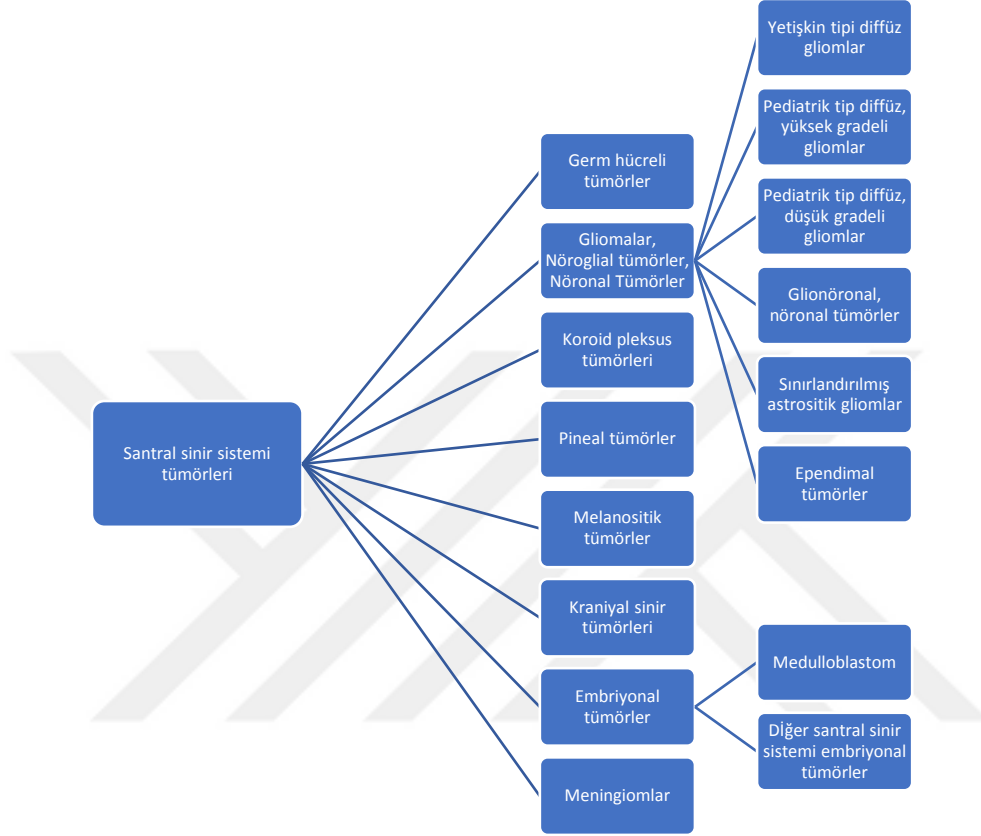 Santral sinir sistemi
tümörleri
Germ hücreli
tümörler
Gliomalar,
Nöroglial tümörler,
Nöronal Tümörler
Yetişkin tipi diffüz
gliomlar
Pediatrik tip diffüz,
yüksek gradeli
gliomlar
Pediatrik tip diffüz,
düşük gradeli
gliomlar
Glionöronal,
nöronal tümörler
Sınırlandırılmış
astrositik gliomlar
Ependimal
tümörler
Koroid pleksus
tümörleri
Pineal tümörler
Melanositik
tümörler
Kraniyal sinir
tümörleri
Embriyonal
tümörler
Medulloblastom
Dİğer santral sinir
sistemi embriyonal
tümörler
Meningiomlar